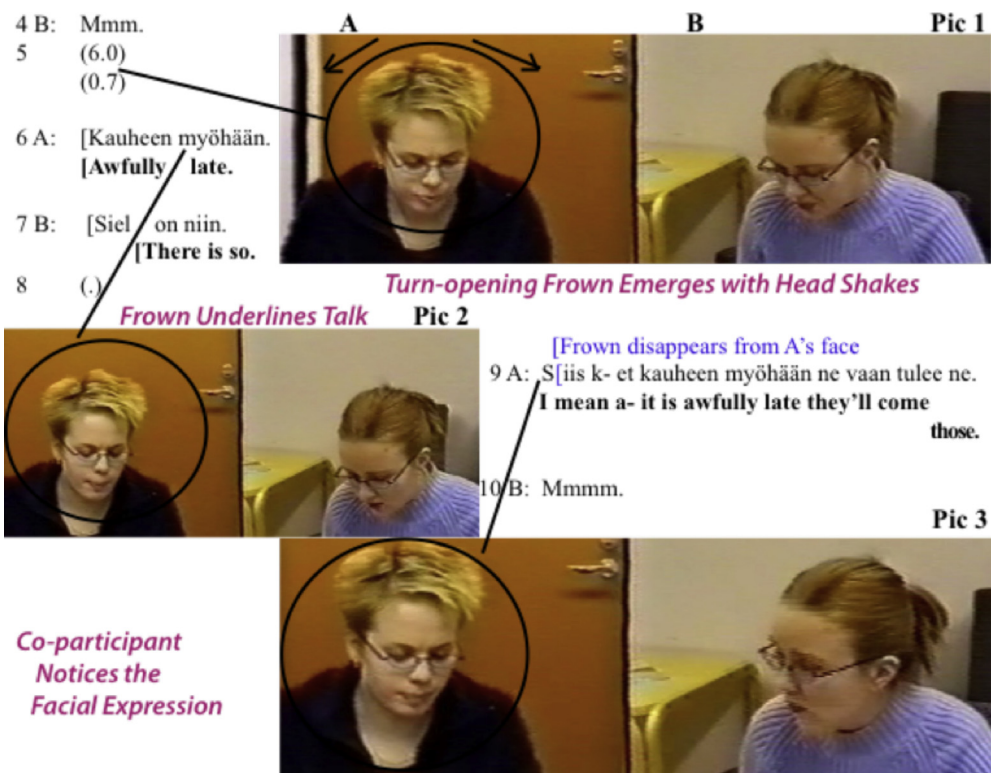 4 B: Mmm.
5 (6.0)
(0.7)
6 A: [Kauheen myöhään.
[Awfully late.
7 B: [Siel on niin.
[There is so.
8 (.)
A B Pic 1
Turn-opening Frown Emerges with Head Shakes
Frown Underlines Talk Pic 2
[Frown disappears from A's face
9 A: S[iis k- et kauheen myöhään ne vaan tulee ne.
I mean a- it is awfully late they'll come
those.
10 B: Mmmm.
Pic 3
Co-participant
Notices the
Facial Expression